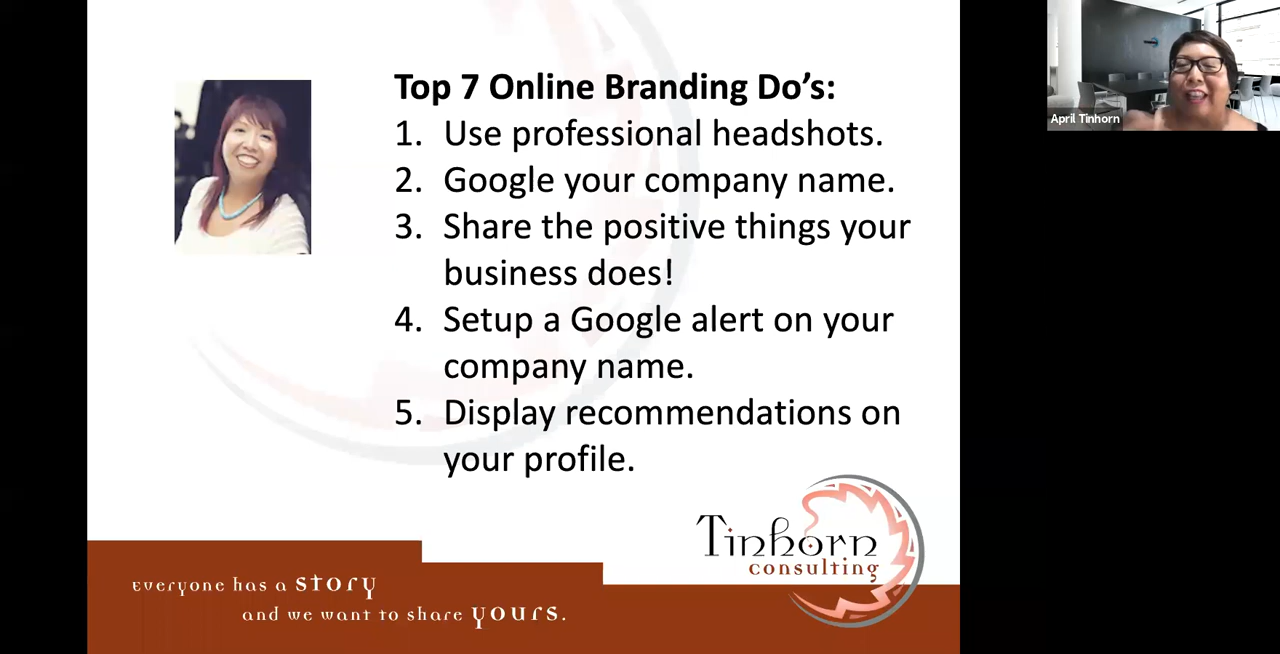 Top 7 Online Branding Do's:
1. Use professional headshots.
2. Google your company name.
3. Share the positive things your
business does!
4. Setup a Google alert on your
company name.
5. Display recommendations on
your profile.
Tinhorn
consulting
everyone has a story
and we want to share yours.
April Tinhorn